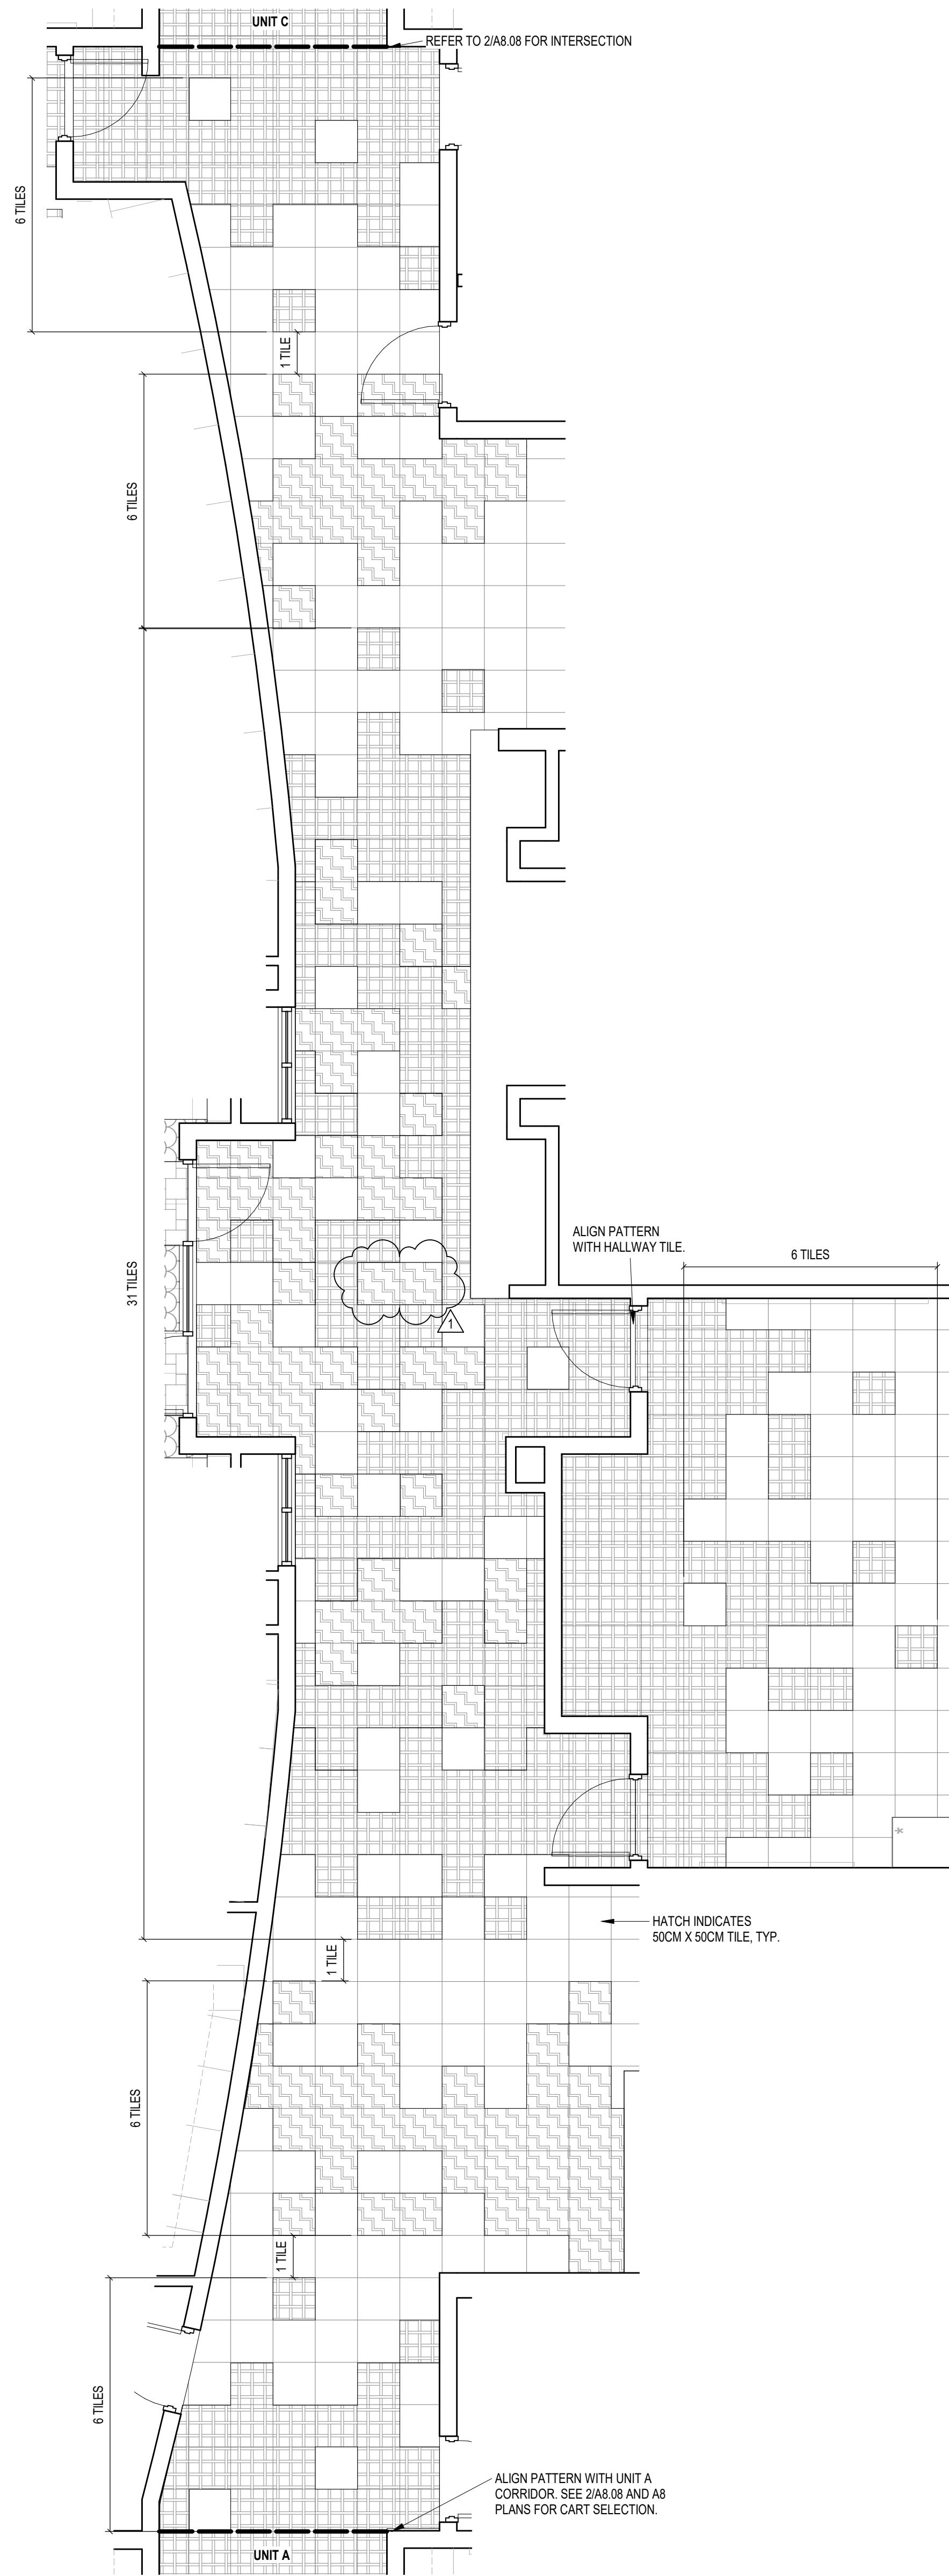 UNIT C
REFER TO 2/A8.08 FOR INTERSECTION
6 TILES
1 TILE
6 TILES
31 TILES
ALIGN PATTERN
WITH HALLWAY TILE.
6 TILES
1
HATCH INDICATES
50CM X 50CM TILE, TYP.
1 TILE
6 TILES
1 TILE
6 TILES
ALIGN PATTERN WITH UNIT A
CORRIDOR. SEE 2/A8.08 AND A8
PLANS FOR CART SELECTION.
UNIT A